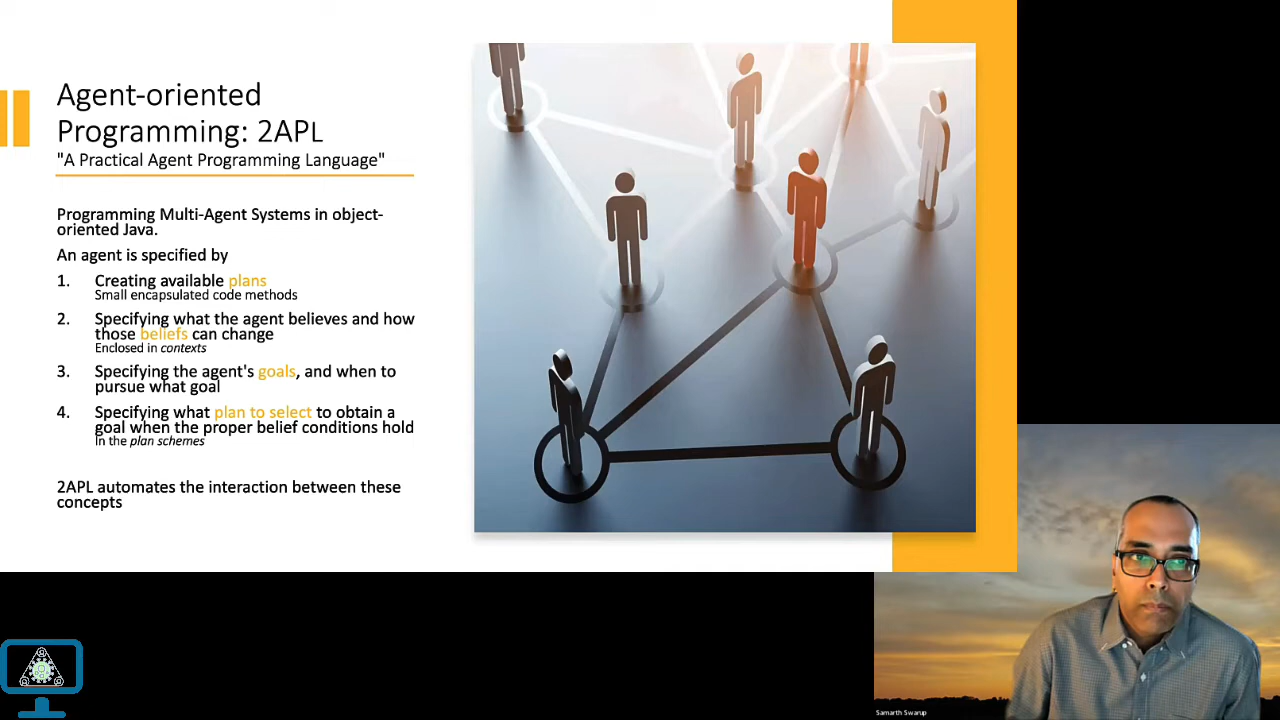 Agent-oriented
Programming: 2APL
"A Practical Agent Programming Language"
Programming Multi-Agent Systems in object-
oriented Java.
An agent is specified by
1. Creating available plans
Small encapsulated code methods
2. Specifying what the agent believes and how
those beliefs can change
Enclosed in contexts
3. Specifying the agent's goals, and when to
pursue what goal
4. Specifying what plan to select to obtain a
goal when the proper belief conditions hold
In the plan schemes
2APL automates the interaction between these
concepts
Samarth Swarup